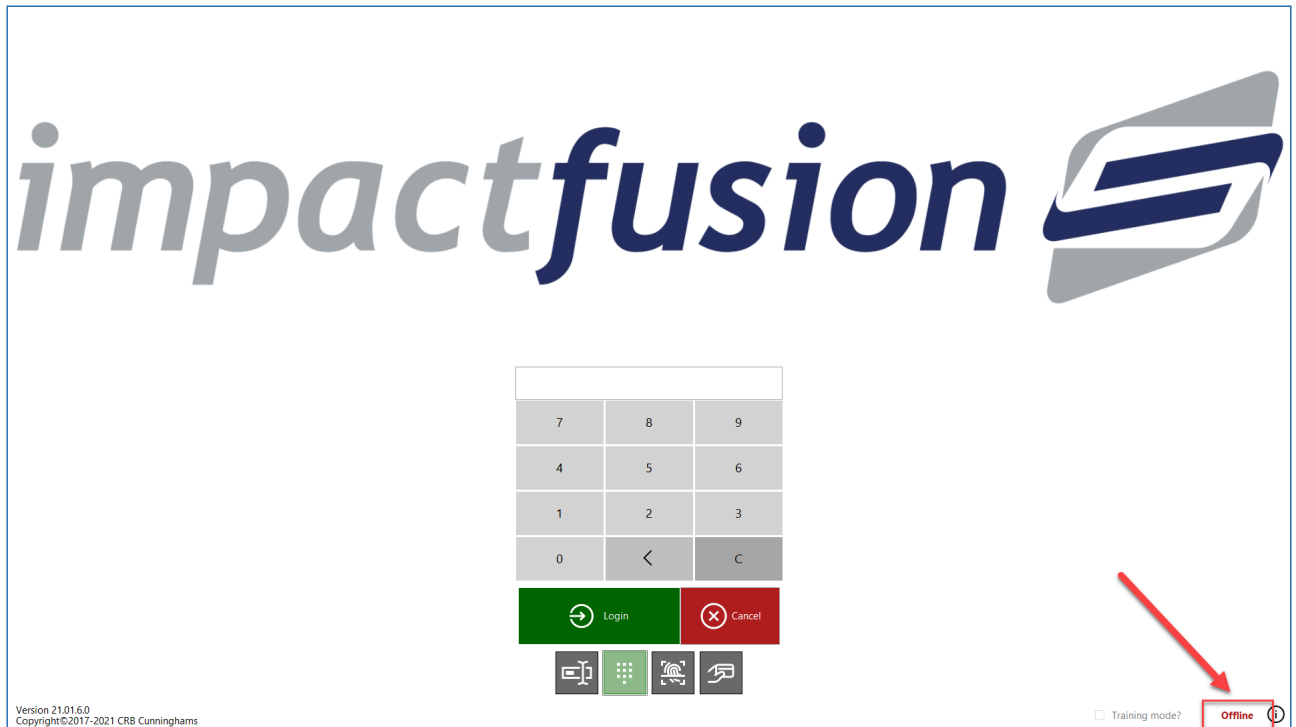 impactfusion
7 8 9
4 5 6
1 2 3
0 < C
Login Cancel
Version 21.01.6.0
Copyright©2017-2021 CRB Cunninghams
Training mode? Offline i